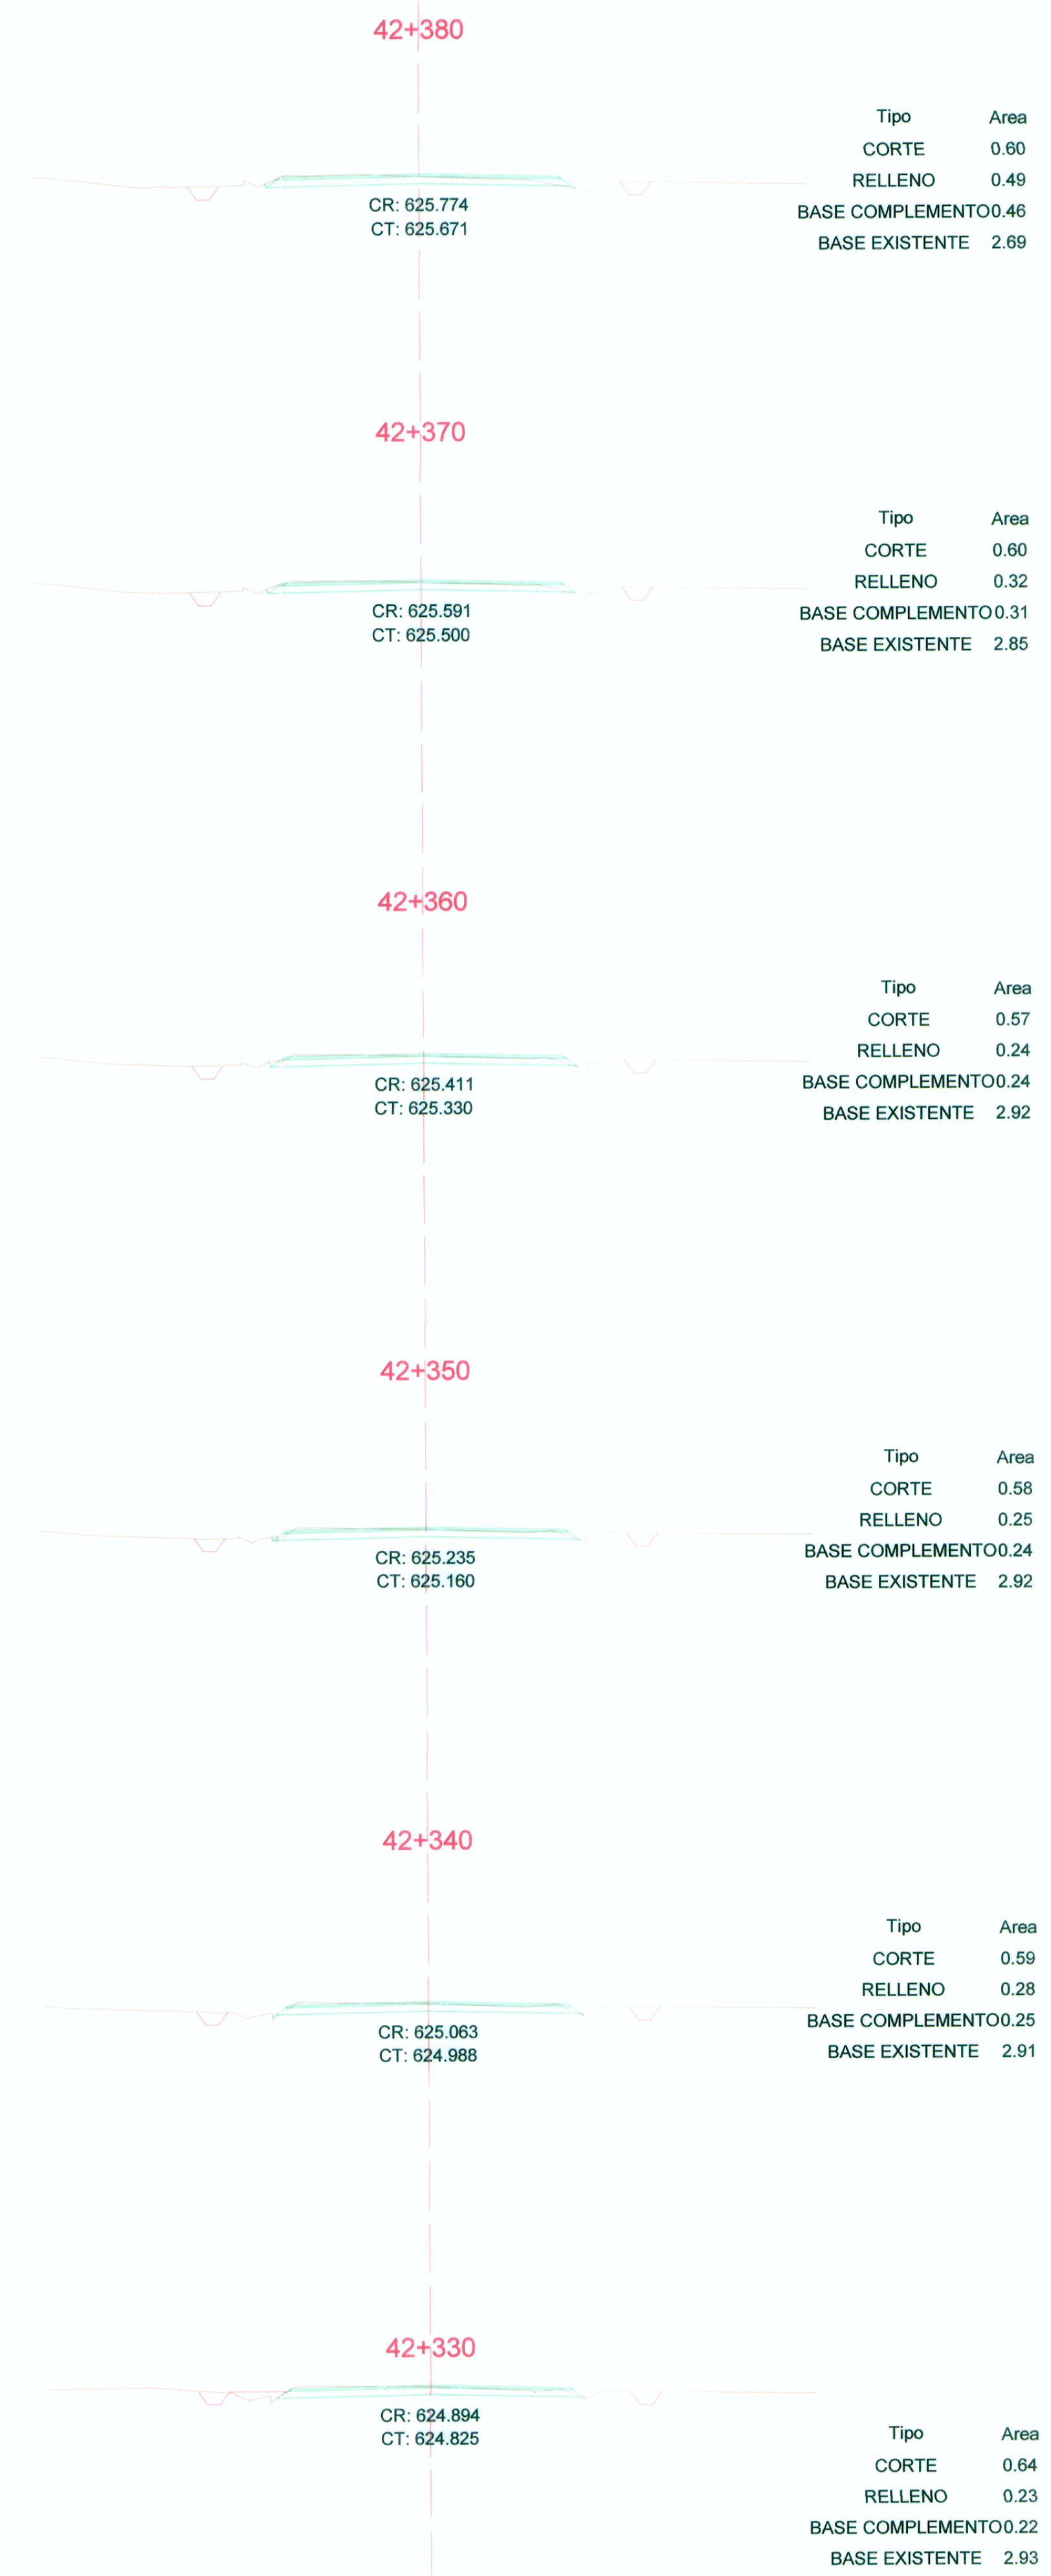 42+380
Tipo Area
CORTE 0.60
RELLENO 0.49
BASE COMPLEMENTO 0.46
BASE EXISTENTE 2.69
CR: 625.774
CT: 625.671
42+370
Tipo Area
CORTE 0.60
RELLENO 0.32
BASE COMPLEMENTO 0.31
BASE EXISTENTE 2.85
CR: 625.591
CT: 625.500
42+360
Tipo Area
CORTE 0.57
RELLENO 0.24
BASE COMPLEMENTO 0.24
BASE EXISTENTE 2.92
CR: 625.411
CT: 625.330
42+350
Tipo Area
CORTE 0.58
RELLENO 0.25
BASE COMPLEMENTO 0.24
BASE EXISTENTE 2.92
CR: 625.235
CT: 625.160
42+340
Tipo Area
CORTE 0.59
RELLENO 0.28
BASE COMPLEMENTO 0.25
BASE EXISTENTE 2.91
CR: 625.063
CT: 624.988
42+330
CR: 624.894
CT: 624.825
Tipo Area
CORTE 0.64
RELLENO 0.23
BASE COMPLEMENTO 0.22
BASE EXISTENTE 2.93